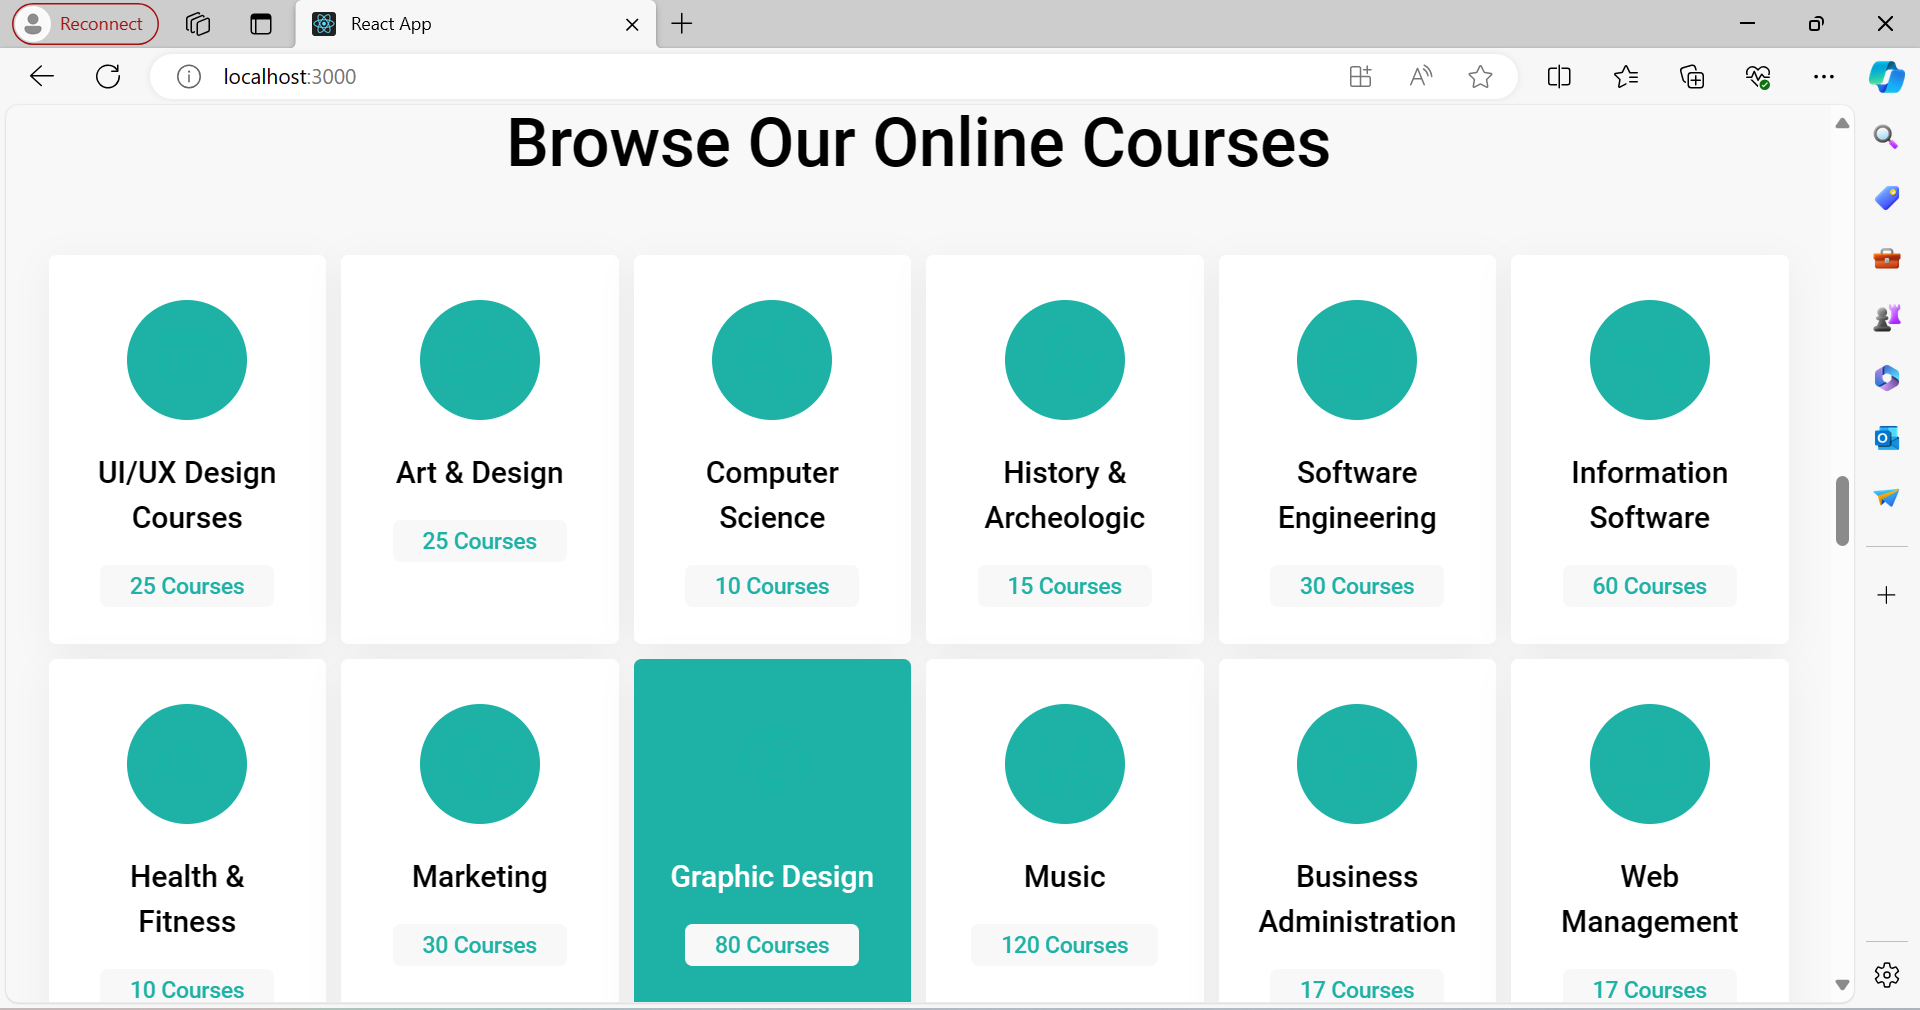 Reconnect
React App
localhost:3000
Browse Our Online Courses
UI/UX Design
Courses
25 Courses
Art & Design
25 Courses
Computer
Science
10 Courses
History &
Archeologic
15 Courses
Software
Engineering
30 Courses
Information
Software
60 Courses
Health &
Fitness
10 Courses
Marketing
30 Courses
Graphic Design
80 Courses
Music
120 Courses
Business
Administration
17 Courses
Web
Management
17 Courses